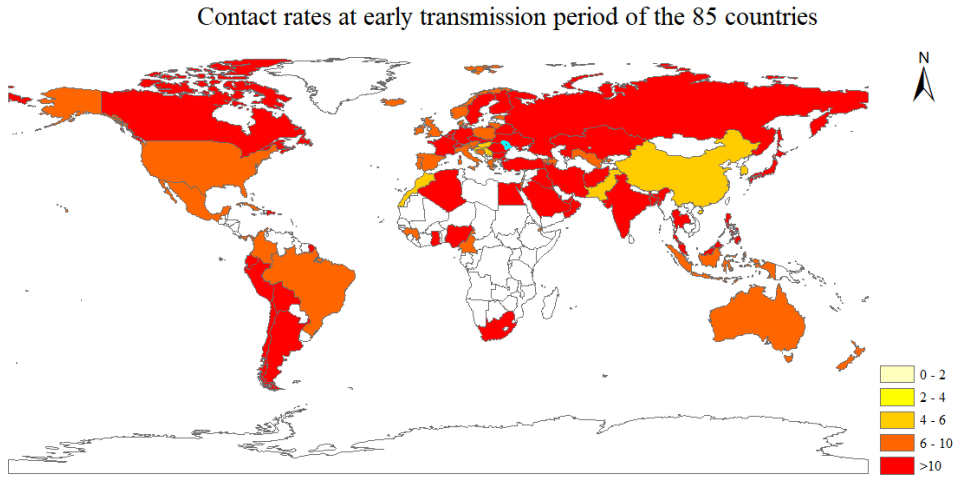 Contact rates at early transmission period of the 85 countries
N
0 - 2
2 - 4
4 - 6
6 - 10
>10